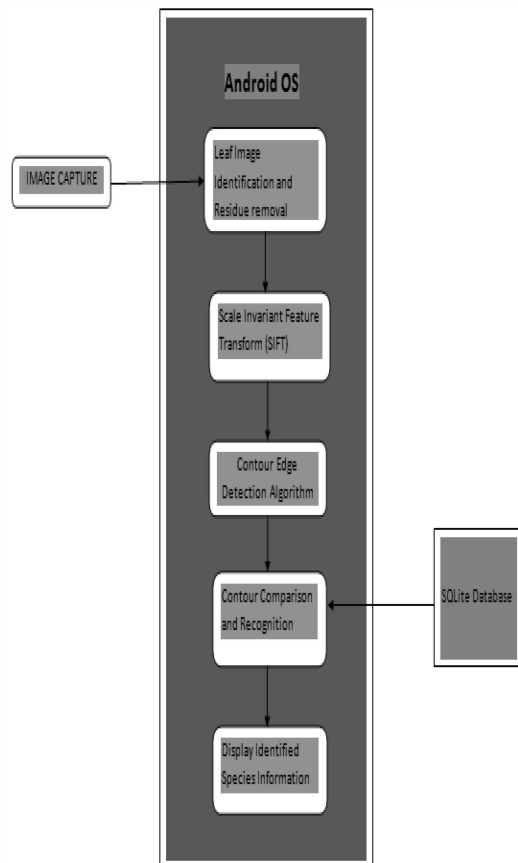 Android OS
Leaf Image
Identification and
Residue removal
IMAGE CAPTURE
Scale Invariant Feature
Transform (SIFT)
Contour Edge
Detection Algorithm
Contour Comparison
and Recognition
SQLite Database
Display Identified
Species Information